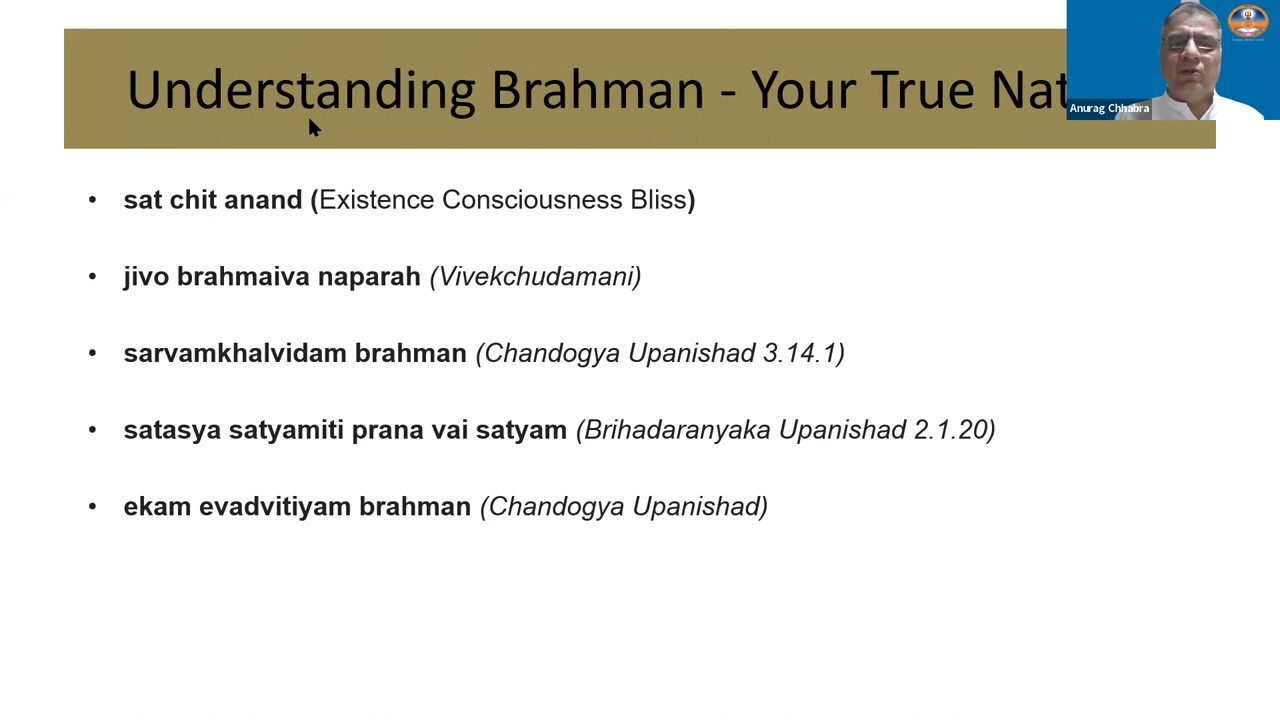 Understanding Brahman - Your True Nat
Anurag Chhabra
• sat chit anand (Existence Consciousness Bliss)
• jivo brahmaiva naparah (Vivekchudamani)
• sarvamkhalvidam brahman (Chandogya Upanishad 3.14.1)
• satasya satyamiti prana vai satyam (Brihadaranyaka Upanishad 2.1.20)
• ekam evadvitiyam brahman (Chandogya Upanishad)